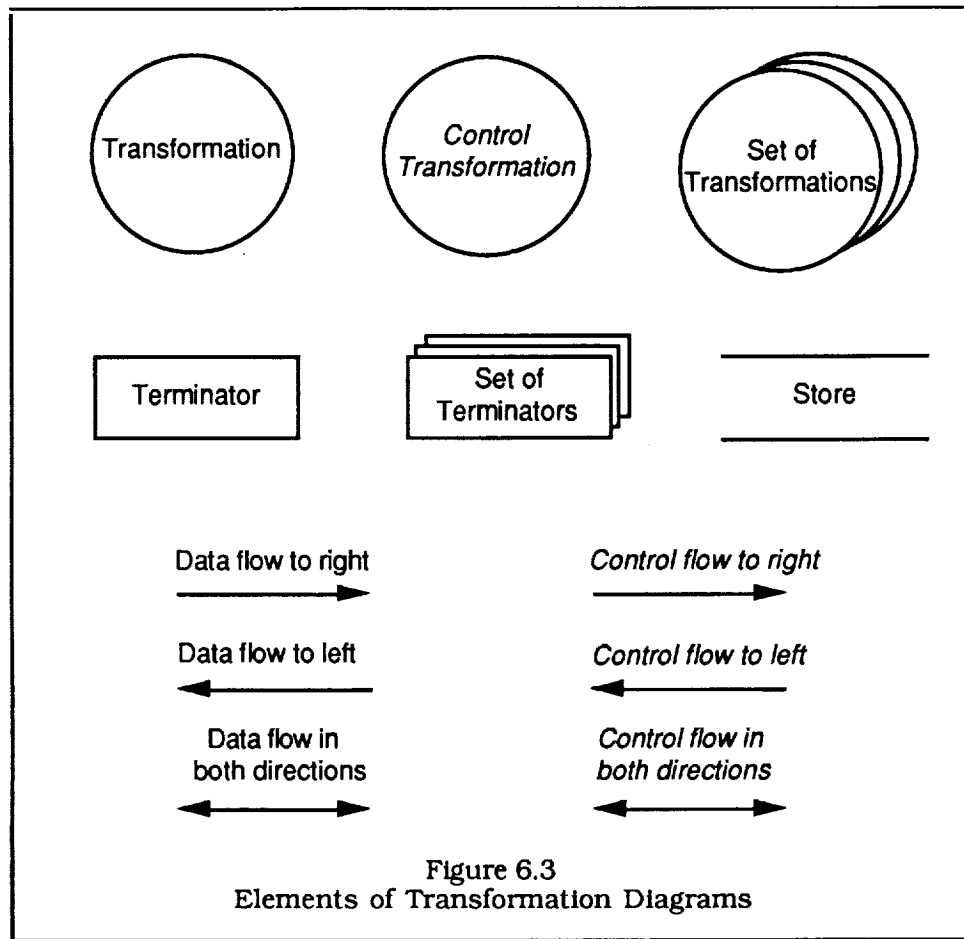 Transformation
Control
Transformation
Set of
Transformations
Terminator
Set of
Terminators
Store
Data flow to right
Control flow to right
Data flow to left
Control flow to left
Data flow in
both directions
Control flow in
both directions
Figure 6.3
Elements of Transformation Diagrams